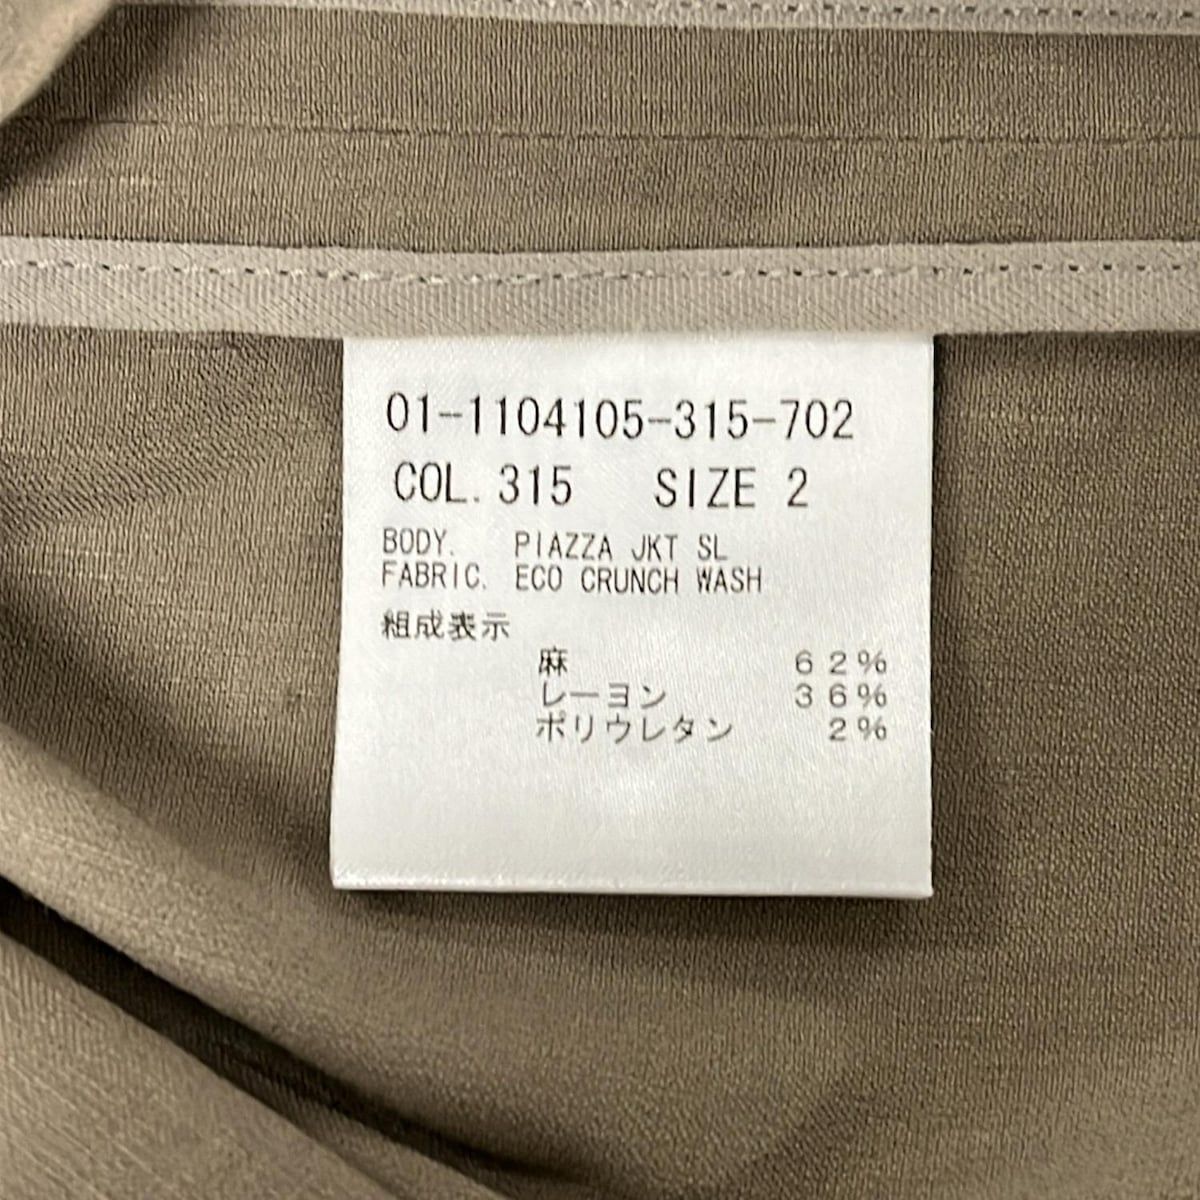 01-1104105-315-702
COL. 315 SIZE 2
BODY. PIAZZA JKT SL
FABRIC. ECO CRUNCH WASH
組成表示
麻 62%
レーヨン 36%
ポリウレタン 2%